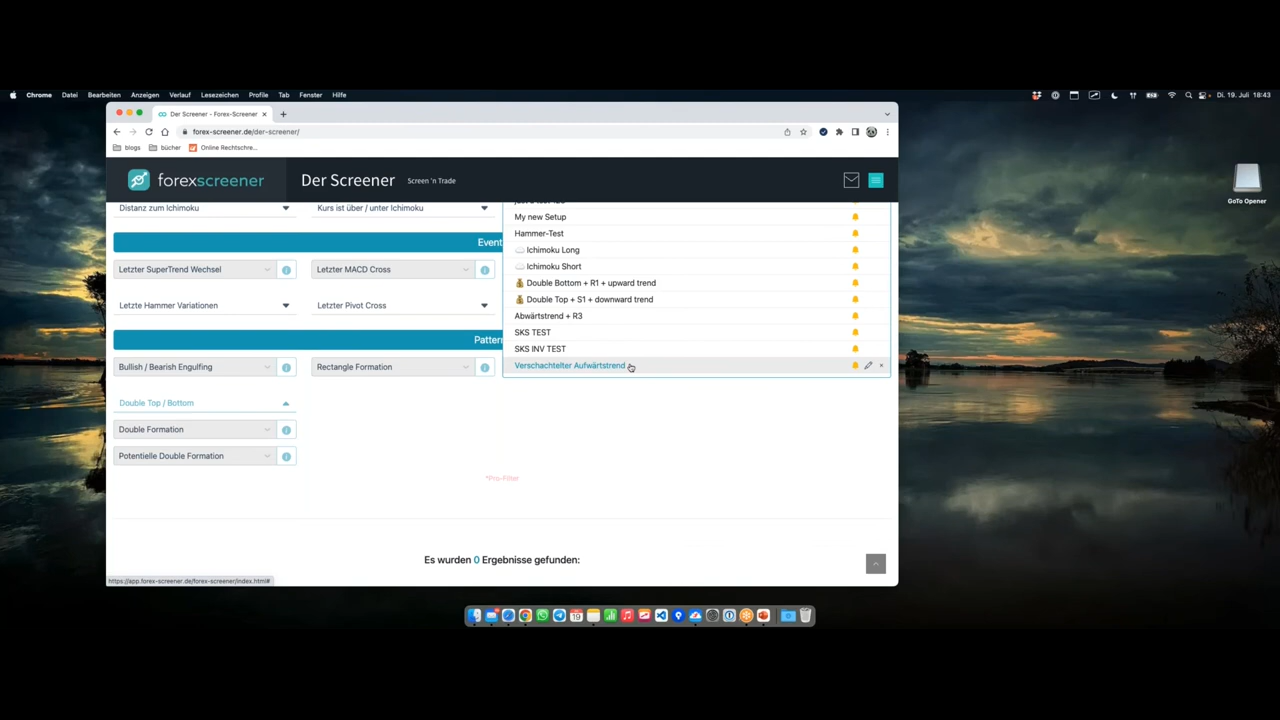 Chrome Datei Bearbeiten Anzeigen Verlauf Lesezeichen Profile Tab Fenster Hilfe
Di. 19. Juli 18:43
Der Screener - Forex-Screener
forex-screener.de/der-screener/
blogs bücher Online Rechtschre...
forexscreener Der Screener Screen 'n Trade
GoTo Opener
Distanz zum Ichimoku Kurs ist über / unter Ichimoku
My new Setup
Hammer-Test
Event
Ichimoku Long
Letzter SuperTrend Wechsel Letzter MACD Cross
Ichimoku Short
Double Bottom + R1 + upward trend
Double Top + S1 + downward trend
Letzte Hammer Variationen Letzter Pivot Cross
Abwärtstrend + R3
SKS TEST
Pattern
SKS INV TEST
Bullish / Bearish Engulfing Rectangle Formation
Verschachtelter Aufwärtstrend
Double Top / Bottom
Double Formation
Potentielle Double Formation
*Pro-Filter
Es wurden 0 Ergebnisse gefunden:
https://app.forex-screener.de/forex-screener/index.html#